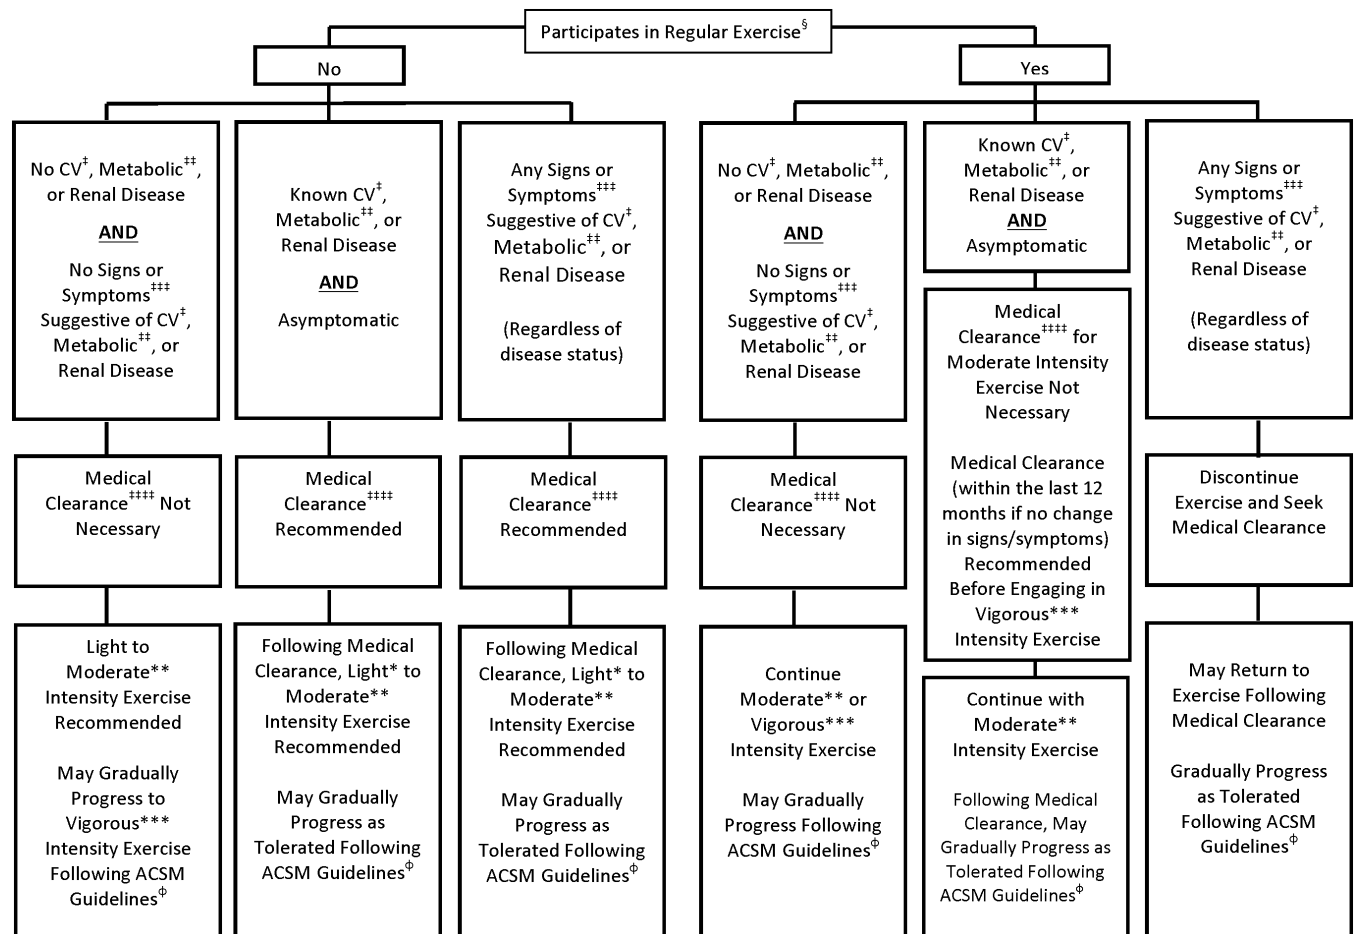 Participates in Regular Exercise§
No
Yes
No CV‡, Metabolic‡‡,
or Renal Disease
AND
No Signs or
Symptoms‡‡‡
Suggestive of CV‡,
Metabolic‡‡, or
Renal Disease
Known CV‡,
Metabolic‡‡, or
Renal Disease
AND
Asymptomatic
Any Signs or
Symptoms‡‡‡
Suggestive of CV‡,
Metabolic‡‡, or
Renal Disease
(Regardless of
disease status)
No CV‡, Metabolic‡‡,
or Renal Disease
AND
No Signs or
Symptoms‡‡‡
Suggestive of CV‡,
Metabolic‡‡, or
Renal Disease
Known CV‡,
Metabolic‡‡, or
Renal Disease
AND
Asymptomatic
Any Signs or
Symptoms‡‡‡
Suggestive of CV‡,
Metabolic‡‡, or
Renal Disease
(Regardless of
disease status)
Medical
Clearance‡‡‡‡ Not
Necessary
Medical
Clearance‡‡‡‡
Recommended
Medical
Clearance‡‡‡‡
Recommended
Medical
Clearance‡‡‡‡ Not
Necessary
Medical
Clearance‡‡‡‡ for
Moderate Intensity
Exercise Not
Necessary
Medical Clearance
(within the last 12
months if no change
in signs/symptoms)
Recommended
Before Engaging in
Vigorous***
Intensity Exercise
Discontinue
Exercise and Seek
Medical Clearance
Light to
Moderate**
Intensity Exercise
Recommended
May Gradually
Progress to
Vigorous***
Intensity Exercise
Following ACSM
Guidelinesϕ
Following Medical
Clearance, Light* to
Moderate**
Intensity Exercise
Recommended
May Gradually
Progress as
Tolerated Following
ACSM Guidelinesϕ
Following Medical
Clearance, Light* to
Moderate**
Intensity Exercise
Recommended
May Gradually
Progress as
Tolerated Following
ACSM Guidelinesϕ
Continue
Moderate** or
Vigorous***
Intensity Exercise
May Gradually
Progress Following
ACSM Guidelinesϕ
Continue with
Moderate**
Intensity Exercise
Following Medical
Clearance, May
Gradually Progress as
Tolerated Following
ACSM Guidelinesϕ
May Return to
Exercise Following
Medical Clearance
Gradually Progress
as Tolerated
Following ACSM
Guidelinesϕ